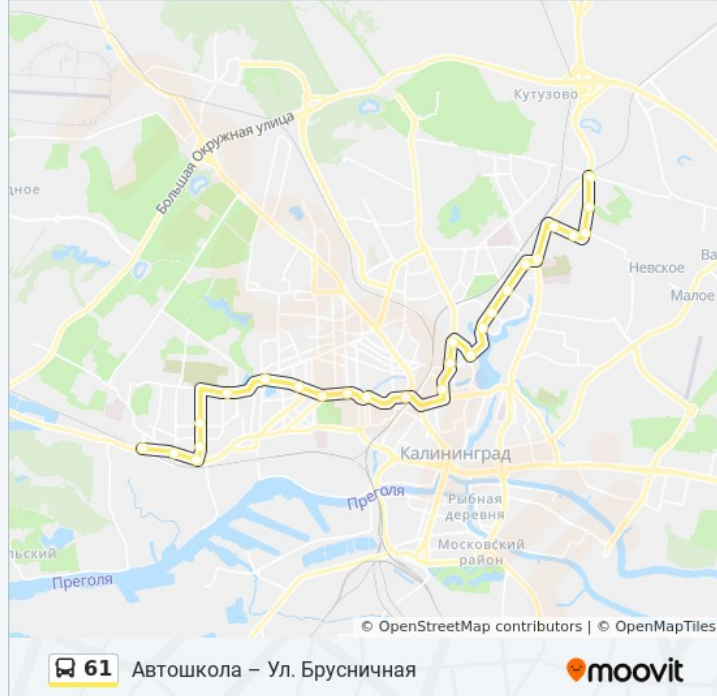 Кутузово
Большая Окружная улица
дное
Невское
Ва
Малое
Калининград
Преголя
Рыбная
деревня
льский
Московский
район
Преголя
© OpenStreetMap contributors | © OpenMapTiles
61 Автошкола – Ул. Брусничная
moovit